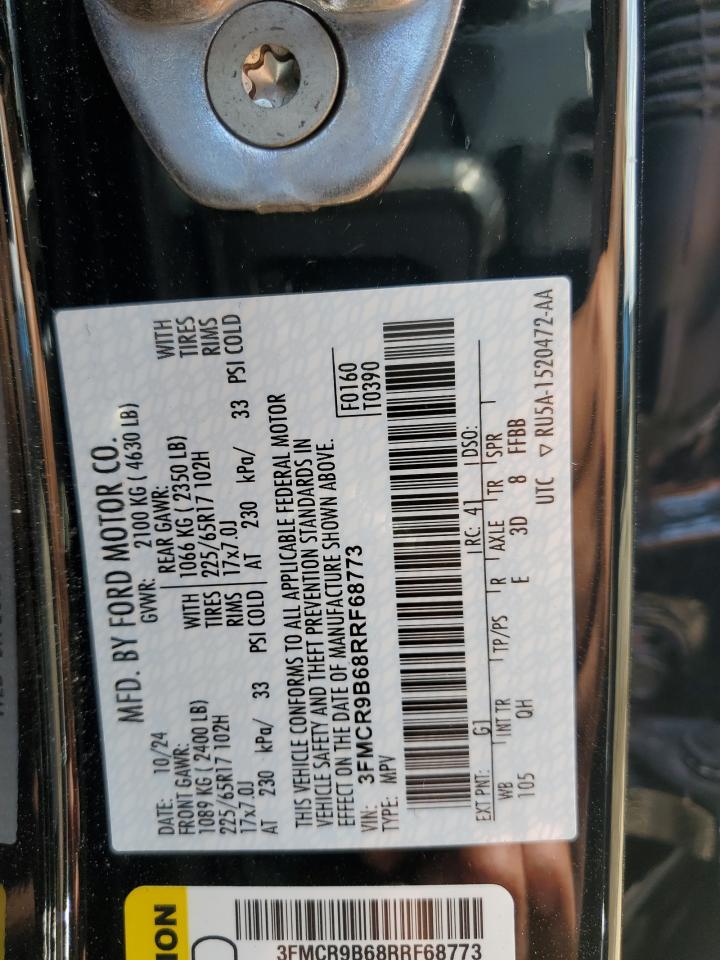 MFD. BY FORD MOTOR CO.
DATE: 10/24 GVWR: 2100 KG ( 4630 LB)
FRONT GAWR: REAR GAWR:
1089 KG ( 2400 LB) WITH 1066 KG ( 2350 LB) WITH
225/65R17 102H TIRES 225/65R17 102H TIRES
17x7.0J RIMS 17x7.0J RIMS
AT 230 kPa/ 33 PSI COLD AT 230 kPa/ 33 PSI COLD
THIS VEHICLE CONFORMS TO ALL APPLICABLE FEDERAL MOTOR
VEHICLE SAFETY AND THEFT PREVENTION STANDARDS IN
EFFECT ON THE DATE OF MANUFACTURE SHOWN ABOVE.
VIN: 3FMCR9B68RRF68773
TYPE: MPV
F0160
T0390
EXT PNT: G1 RC: 41 DSO:
WB INT TR TP/PS R AXLE TR SPR
105 QH E 3D 8 FFBB
UTC ▽ RU5A-1520472-AA
ION
3FMCR9B68RRF68773